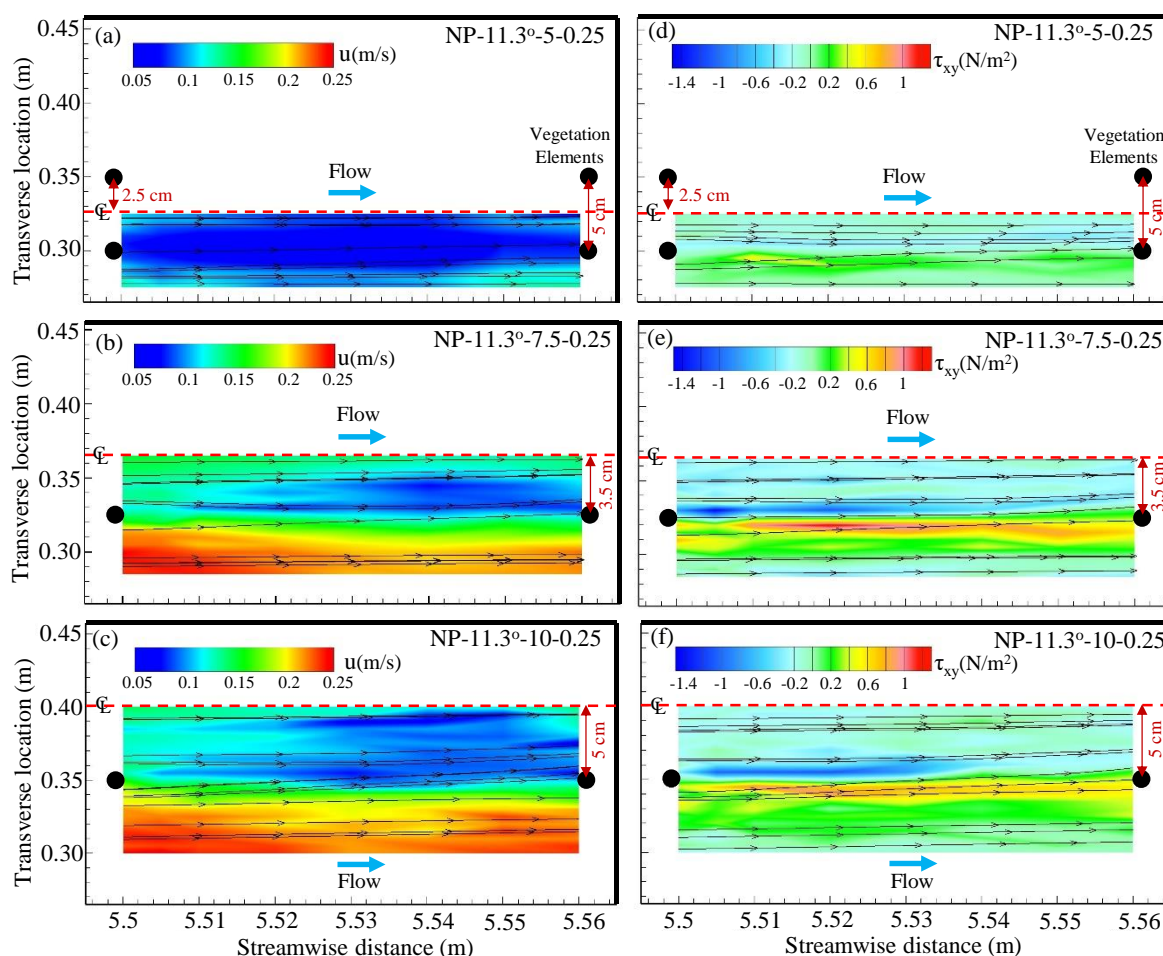 (a) NP-11.3º-5-0.25
u(m/s)
0.05 0.15 0.2 0.25
Vegetation
Elements
Flow
2.5 cm
℄
5 cm
0.45
0.40
0.35
0.30
Transverse location (m)
(d) NP-11.3º-5-0.25
τxy(N/m²)
-1.4 -1 -0.6 -0.2 0.2 0.6 1
Vegetation
Elements
Flow
2.5 cm
℄
5 cm
(b) NP-11.3º-7.5-0.25
u(m/s)
0.05 0.1 0.15 0.2 0.25
Flow
℄
3.5 cm
0.45
0.40
0.35
0.30
Transverse location (m)
(e) NP-11.3º-7.5-0.25
τxy(N/m²)
-1.4 -1 -0.6 -0.2 0.2 0.6 1
Flow
℄
3.5 cm
(c) NP-11.3º-10-0.25
u(m/s)
0.05 0.1 0.15 0.2 0.25
℄
5 cm
Flow
0.45
0.40
0.35
0.30
Transverse location (m)
5.5 5.51 5.52 5.53 5.54 5.55 5.56
Streamwise distance (m)
(f) NP-11.3º-10-0.25
τxy(N/m²)
-1.4 -1 -0.6 -0.2 0.2 0.6 1
℄
5 cm
Flow
5.5 5.51 5.52 5.53 5.54 5.55 5.56
Streamwise distance (m)